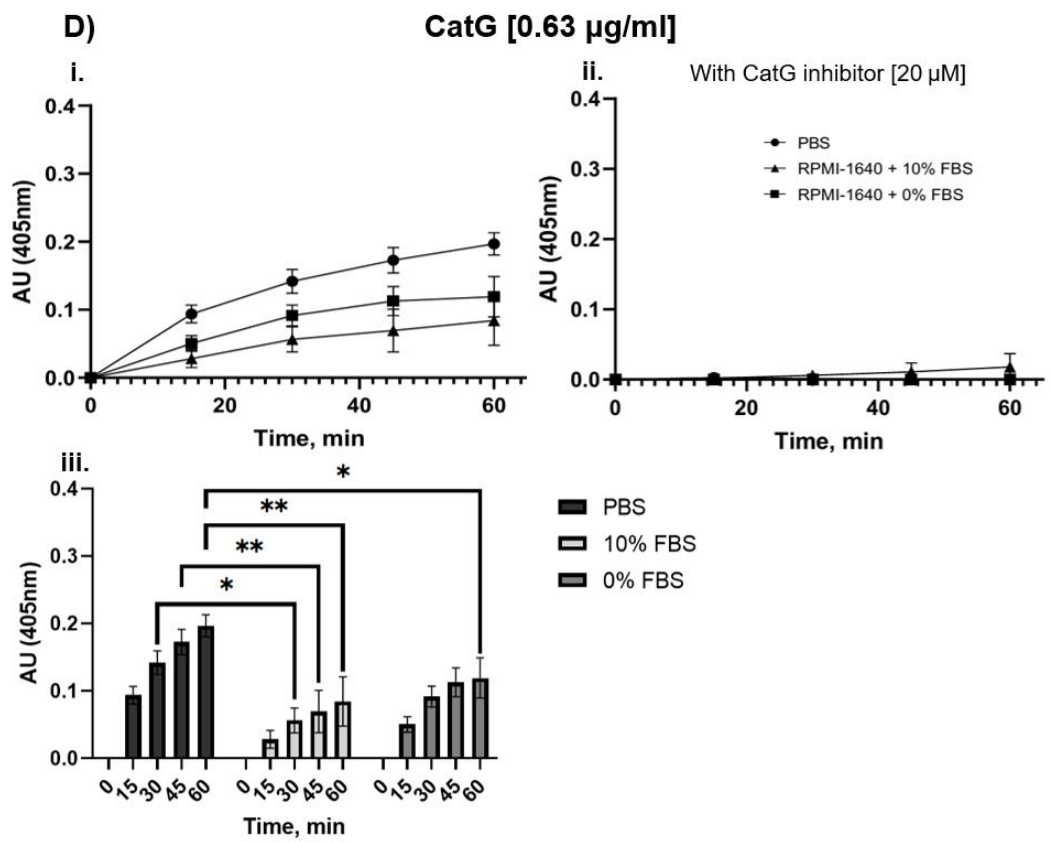 D)
CatG [0.63 µg/ml]
i.
0.4
0.3
0.2
0.1
0.0
AU (405nm)
0 20 40 60
Time, min
ii.
With CatG inhibitor [20 µM]
0.4
0.3
0.2
0.1
0.0
AU (405nm)
PBS
RPMI-1640 + 10% FBS
RPMI-1640 + 0% FBS
0 20 40 60
Time, min
iii.
0.4
0.3
0.2
0.1
0.0
AU (405nm)
*
**
**
*
0 15 30 45 60 0 15 30 45 60 0 15 30 45 60
Time, min
PBS
10% FBS
0% FBS